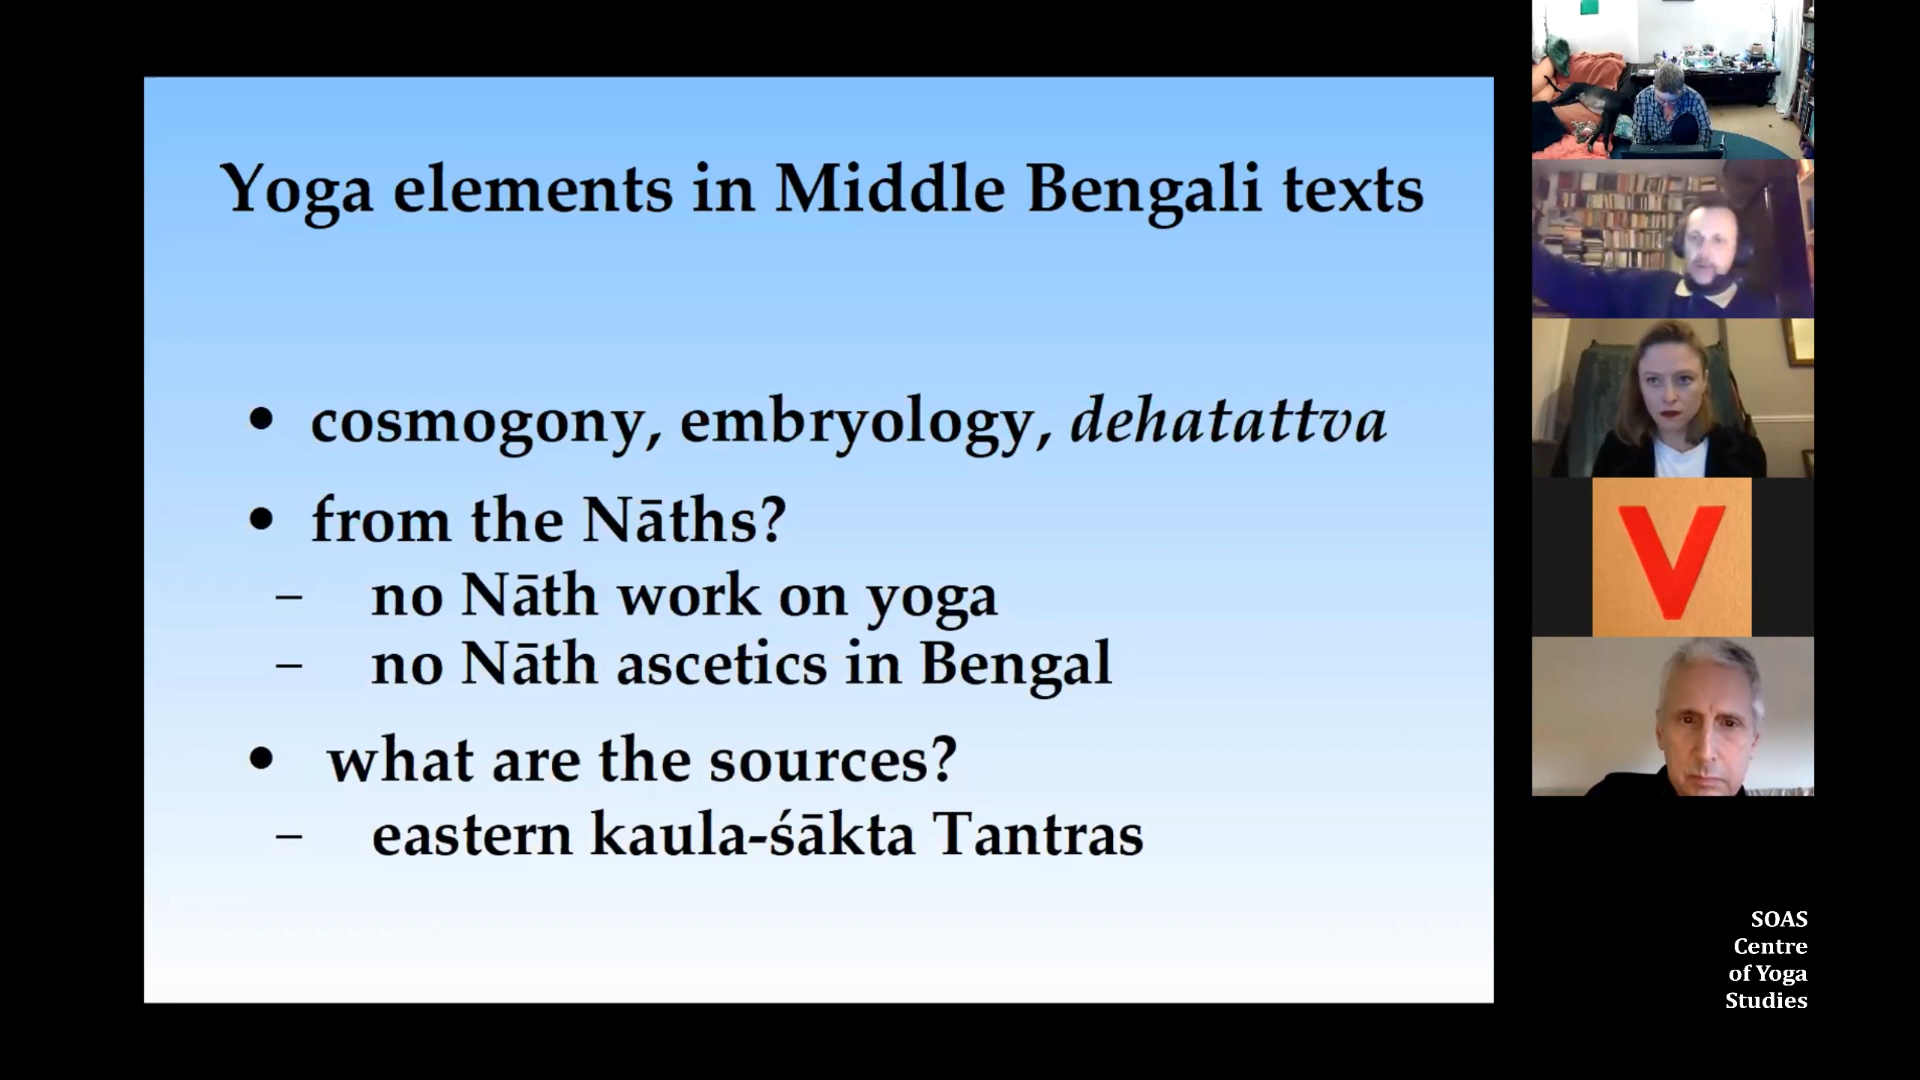 Yoga elements in Middle Bengali texts
• cosmogony, embryology, dehatattva
• from the Nāths?
– no Nāth work on yoga
– no Nāth ascetics in Bengal
• what are the sources?
– eastern kaula-śākta Tantras
V
SOAS
Centre
of Yoga
Studies